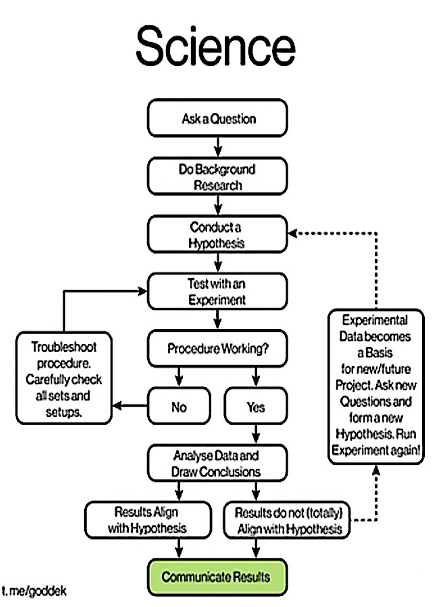 Science
Ask a Question
Do Background
Research
Conduct a
Hypothesis
Test with an
Experiment
Procedure Working?
Troubleshoot
procedure.
Carefully check
all sets and
setups.
No
Yes
Experimental
Data becomes
a Basis
for new/future
Project. Ask new
Questions and
form a new
Hypothesis. Run
Experiment again!
Analyse Data and
Draw Conclusions
Results Align
with Hypothesis
Results do not (totally)
Align with Hypothesis
Communicate Results
t.me/goddek